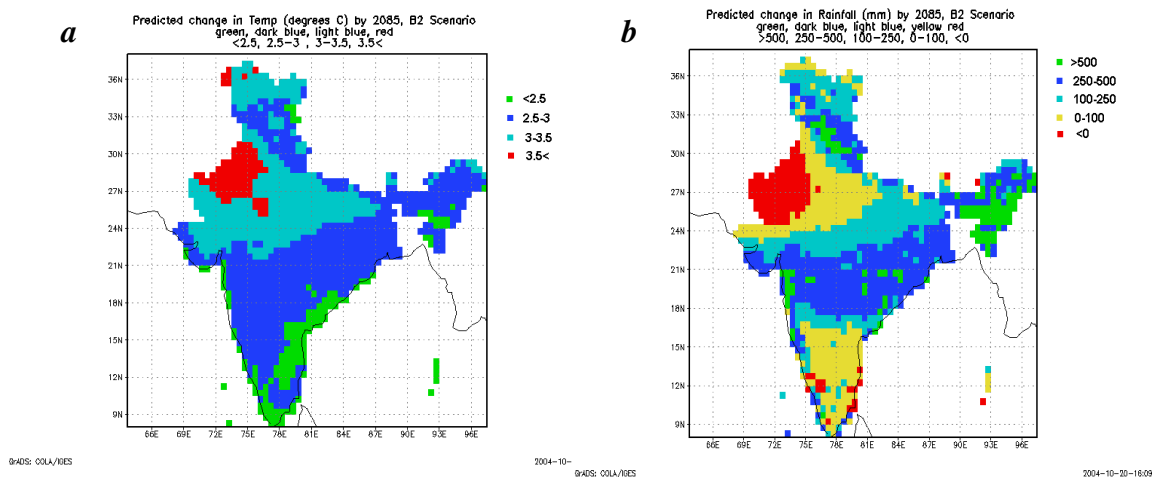 a
Predicted change in Temp (degrees C) by 2085, B2 Scenario
green, dark blue, light blue, red
<2.5, 2.5-3 , 3-3.5, 3.5<
36N
33N
30N
27N
24N
21N
18N
15N
12N
9N
66E 69E 72E 75E 78E 81E 84E 87E 90E 93E 96E
<2.5
2.5-3
3-3.5
3.5<
GrADS: COLA/IGES
2004-10-
b
Predicted change in Rainfall (mm) by 2085, B2 Scenario
green, dark blue, light blue, yellow red
>500, 250-500, 100-250, 0-100, <0
36N
33N
30N
27N
24N
21N
18N
15N
12N
9N
66E 69E 72E 75E 78E 81E 84E 87E 90E 93E 96E
>500
250-500
100-250
0-100
<0
GrADS: COLA/IGES
2004-10-20-16:09